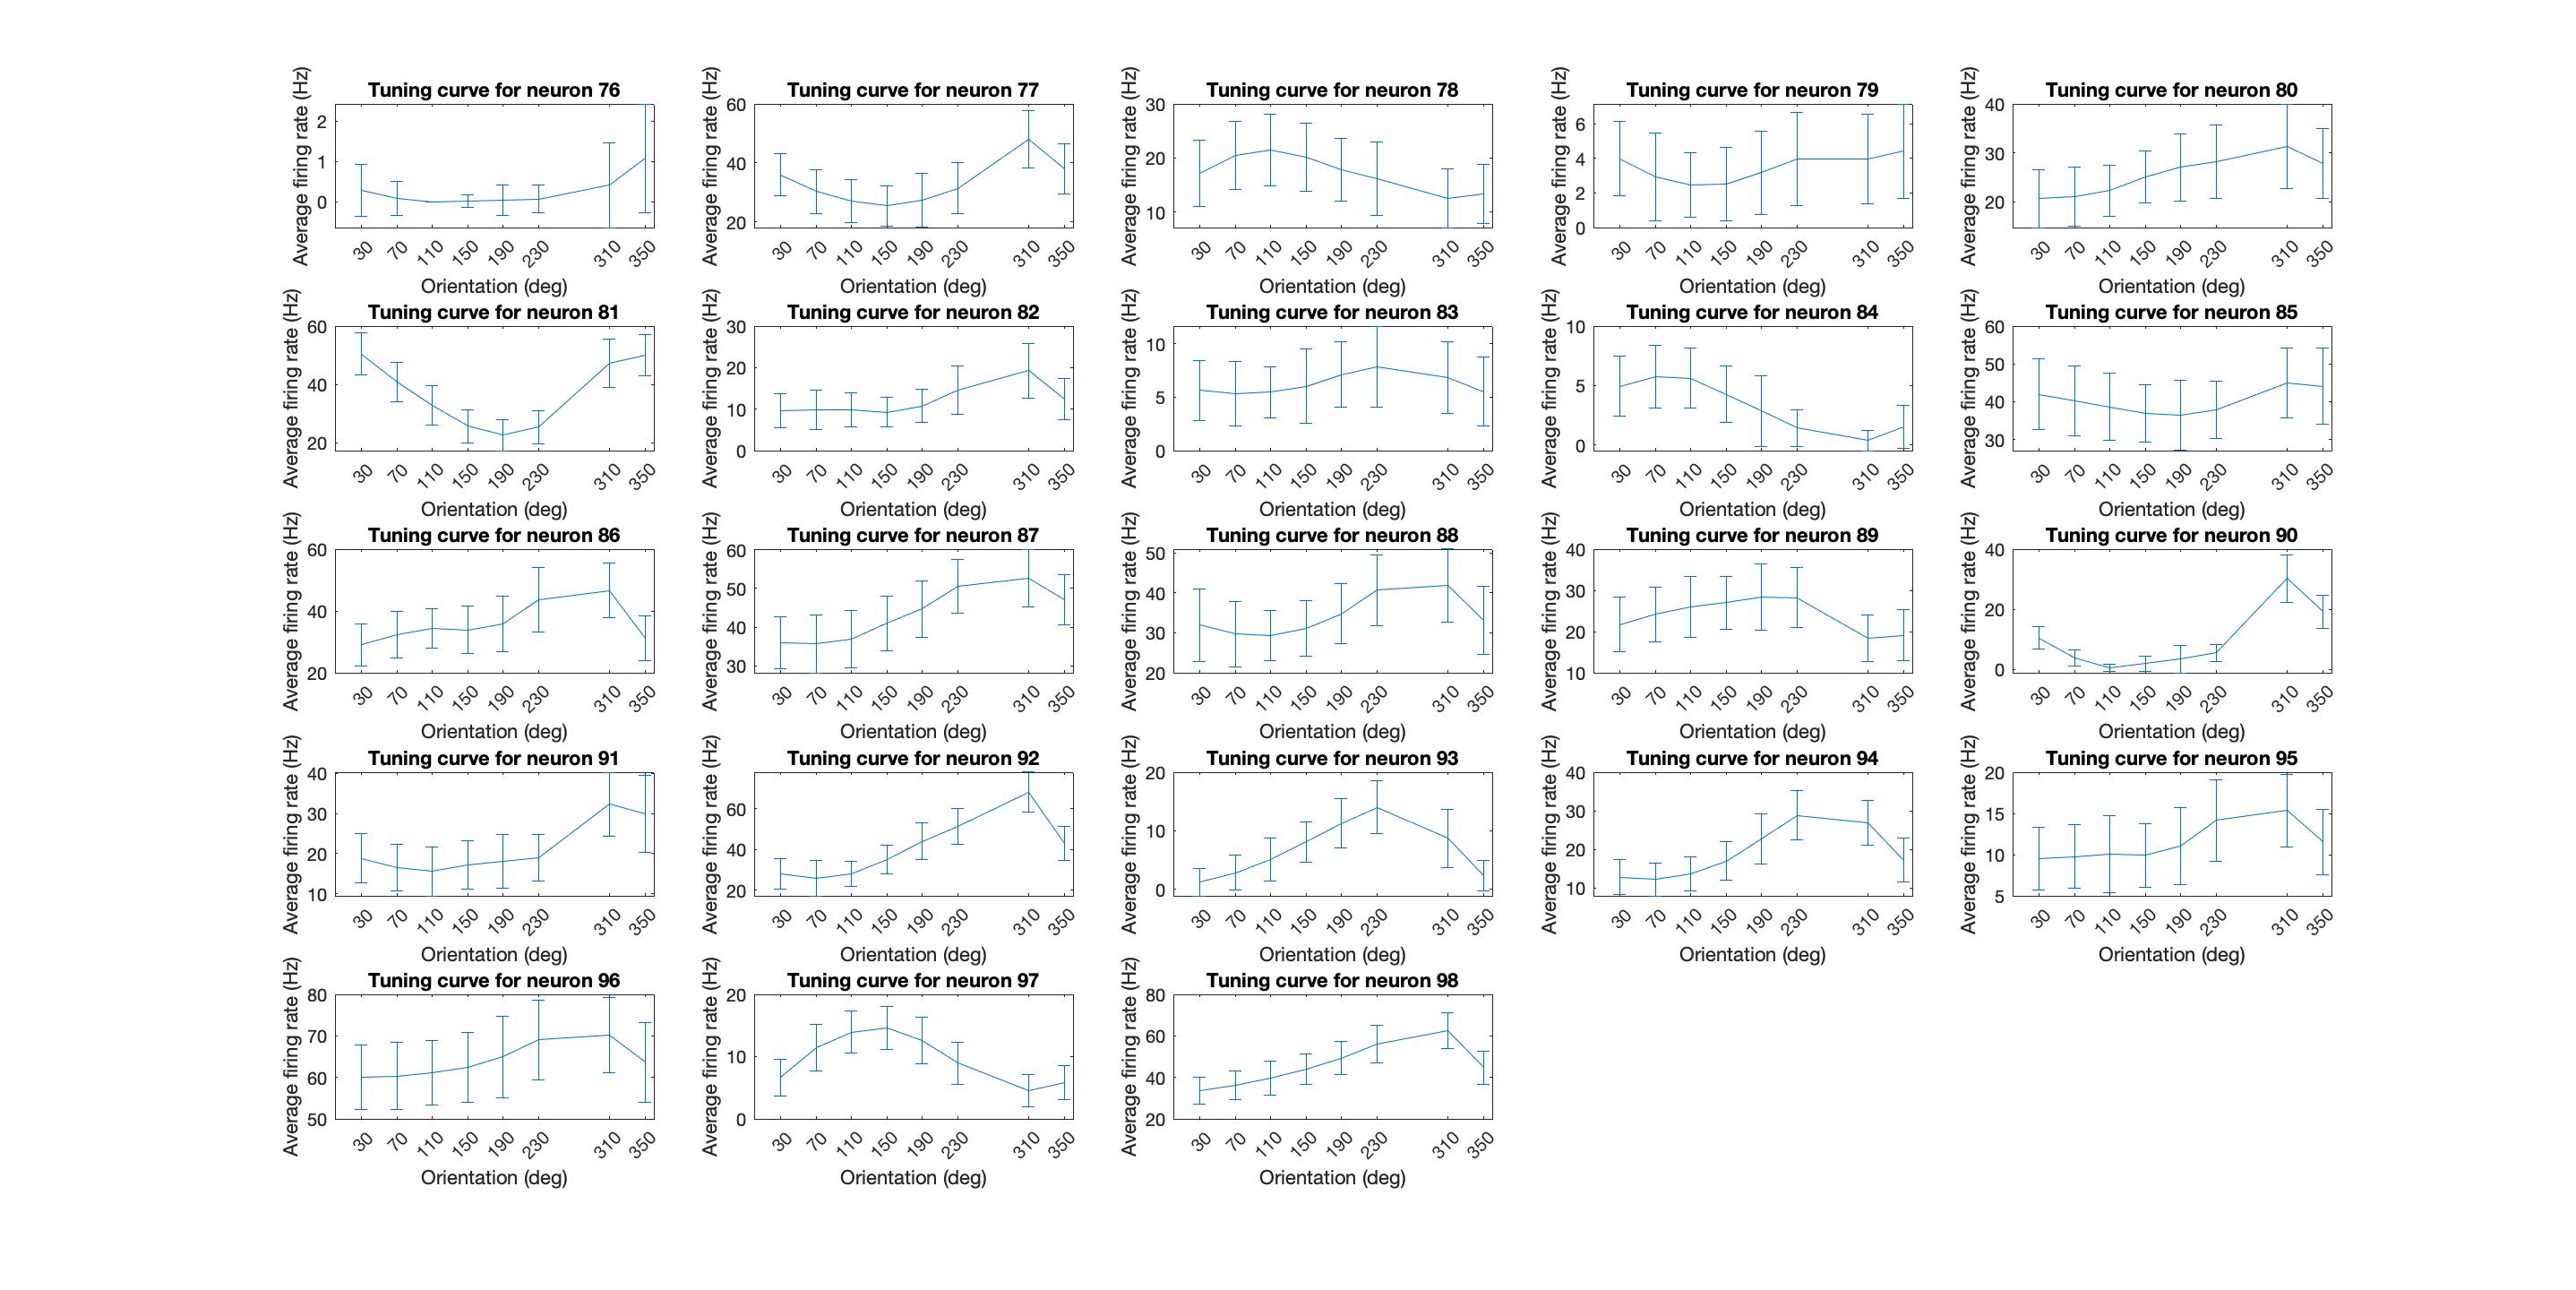 Tuning curve for neuron 76
Average firing rate (Hz)
2
1
0
30 70 110 150 190 230 310 350
Orientation (deg)
Tuning curve for neuron 77
Average firing rate (Hz)
60
40
20
30 70 110 150 190 230 310 350
Orientation (deg)
Tuning curve for neuron 78
Average firing rate (Hz)
30
20
10
30 70 110 150 190 230 310 350
Orientation (deg)
Tuning curve for neuron 79
Average firing rate (Hz)
6
4
2
0
30 70 110 150 190 230 310 350
Orientation (deg)
Tuning curve for neuron 80
Average firing rate (Hz)
40
30
20
30 70 110 150 190 230 310 350
Orientation (deg)
Tuning curve for neuron 81
Average firing rate (Hz)
60
40
20
30 70 110 150 190 230 310 350
Orientation (deg)
Tuning curve for neuron 82
Average firing rate (Hz)
30
20
10
0
30 70 110 150 190 230 310 350
Orientation (deg)
Tuning curve for neuron 83
Average firing rate (Hz)
10
5
0
30 70 110 150 190 230 310 350
Orientation (deg)
Tuning curve for neuron 84
Average firing rate (Hz)
10
5
0
30 70 110 150 190 230 310 350
Orientation (deg)
Tuning curve for neuron 85
Average firing rate (Hz)
60
50
40
30
30 70 110 150 190 230 310 350
Orientation (deg)
Tuning curve for neuron 86
Average firing rate (Hz)
60
40
20
30 70 110 150 190 230 310 350
Orientation (deg)
Tuning curve for neuron 87
Average firing rate (Hz)
60
50
40
30
30 70 110 150 190 230 310 350
Orientation (deg)
Tuning curve for neuron 88
Average firing rate (Hz)
50
40
30
20
30 70 110 150 190 230 310 350
Orientation (deg)
Tuning curve for neuron 89
Average firing rate (Hz)
40
30
20
10
30 70 110 150 190 230 310 350
Orientation (deg)
Tuning curve for neuron 90
Average firing rate (Hz)
40
20
0
30 70 110 150 190 230 310 350
Orientation (deg)
Tuning curve for neuron 91
Average firing rate (Hz)
40
30
20
10
30 70 110 150 190 230 310 350
Orientation (deg)
Tuning curve for neuron 92
Average firing rate (Hz)
60
40
20
30 70 110 150 190 230 310 350
Orientation (deg)
Tuning curve for neuron 93
Average firing rate (Hz)
20
10
0
30 70 110 150 190 230 310 350
Orientation (deg)
Tuning curve for neuron 94
Average firing rate (Hz)
40
30
20
10
30 70 110 150 190 230 310 350
Orientation (deg)
Tuning curve for neuron 95
Average firing rate (Hz)
20
15
10
5
30 70 110 150 190 230 310 350
Orientation (deg)
Tuning curve for neuron 96
Average firing rate (Hz)
80
70
60
50
30 70 110 150 190 230 310 350
Orientation (deg)
Tuning curve for neuron 97
Average firing rate (Hz)
20
10
0
30 70 110 150 190 230 310 350
Orientation (deg)
Tuning curve for neuron 98
Average firing rate (Hz)
80
60
40
20
30 70 110 150 190 230 310 350
Orientation (deg)